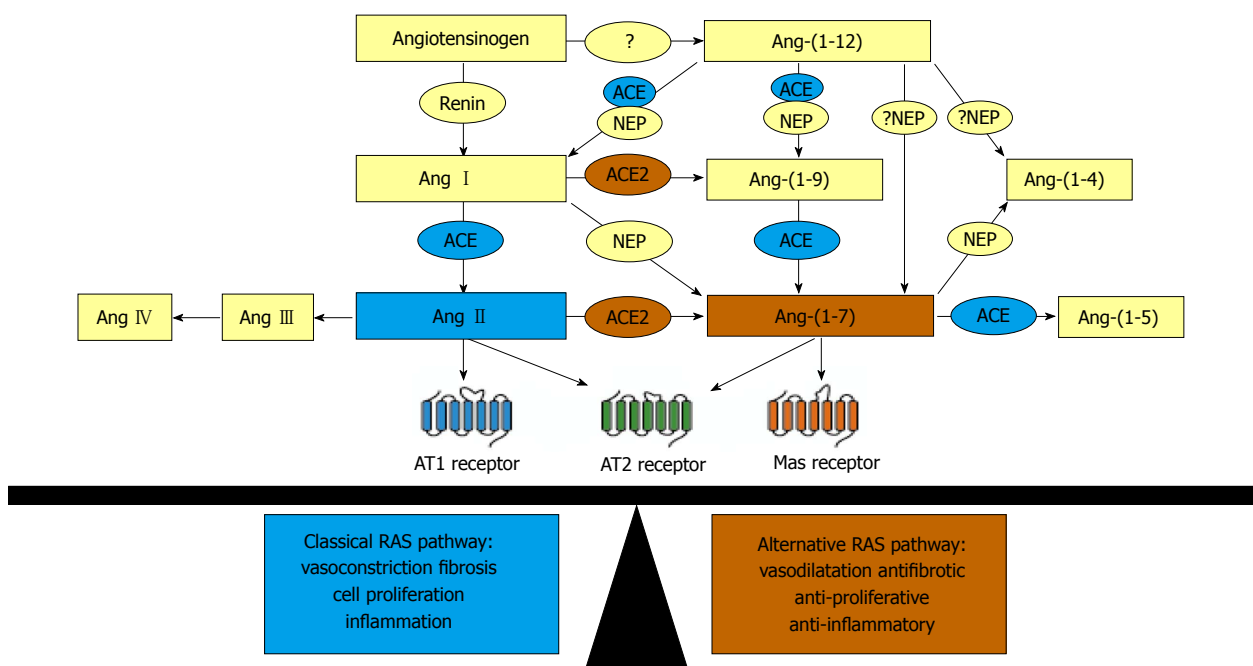 Angiotensinogen
?
Ang-(1-12)
Renin
ACE
NEP
ACE
NEP
?NEP
?NEP
Ang Ⅰ
ACE2
Ang-(1-9)
Ang-(1-4)
ACE
NEP
ACE
NEP
Ang Ⅳ
Ang Ⅲ
Ang Ⅱ
ACE2
Ang-(1-7)
ACE
Ang-(1-5)
AT1 receptor
AT2 receptor
Mas receptor
Classical RAS pathway:
vasoconstriction fibrosis
cell proliferation
inflammation
Alternative RAS pathway:
vasodilatation antifibrotic
anti-proliferative
anti-inflammatory